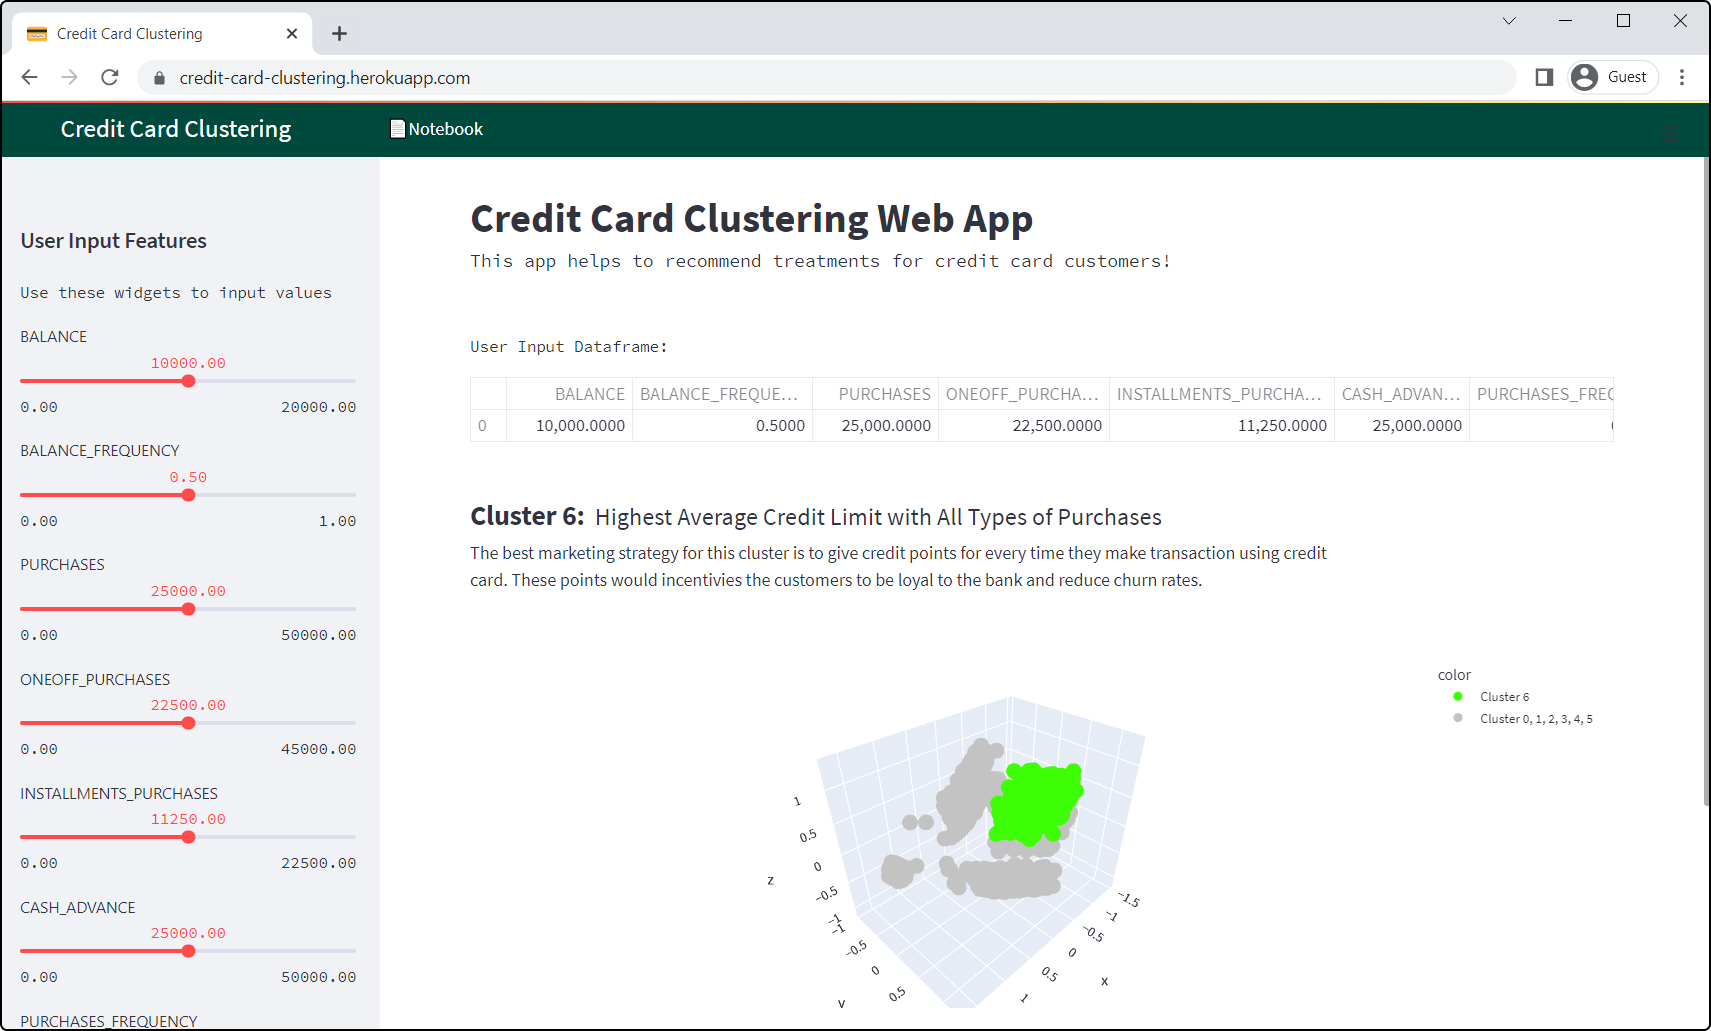 Credit Card Clustering
credit-card-clustering.herokuapp.com
Guest
Credit Card Clustering
Notebook
User Input Features
Use these widgets to input values
BALANCE
10000.00
0.00 20000.00
BALANCE_FREQUENCY
0.50
0.00 1.00
PURCHASES
25000.00
0.00 50000.00
ONEOFF_PURCHASES
22500.00
0.00 45000.00
INSTALLMENTS_PURCHASES
11250.00
0.00 22500.00
CASH_ADVANCE
25000.00
0.00 50000.00
PURCHASES_FREQUENCY
Credit Card Clustering Web App
This app helps to recommend treatments for credit card customers!
User Input Dataframe:
BALANCE BALANCE_FREQUE... PURCHASES ONEOFF_PURCHA... INSTALLMENTS_PURCHA... CASH_ADVAN... PURCHASES_FREQ
0 10,000.0000 0.5000 25,000.0000 22,500.0000 11,250.0000 25,000.0000
Cluster 6: Highest Average Credit Limit with All Types of Purchases
The best marketing strategy for this cluster is to give credit points for every time they make transaction using credit
card. These points would incentivies the customers to be loyal to the bank and reduce churn rates.
color
Cluster 6
Cluster 0, 1, 2, 3, 4, 5
1
0.5
0
−0.5
−1
z
−1
−0.5
0
0.5
y
−1.5
−1
−0.5
0
0.5
1
x